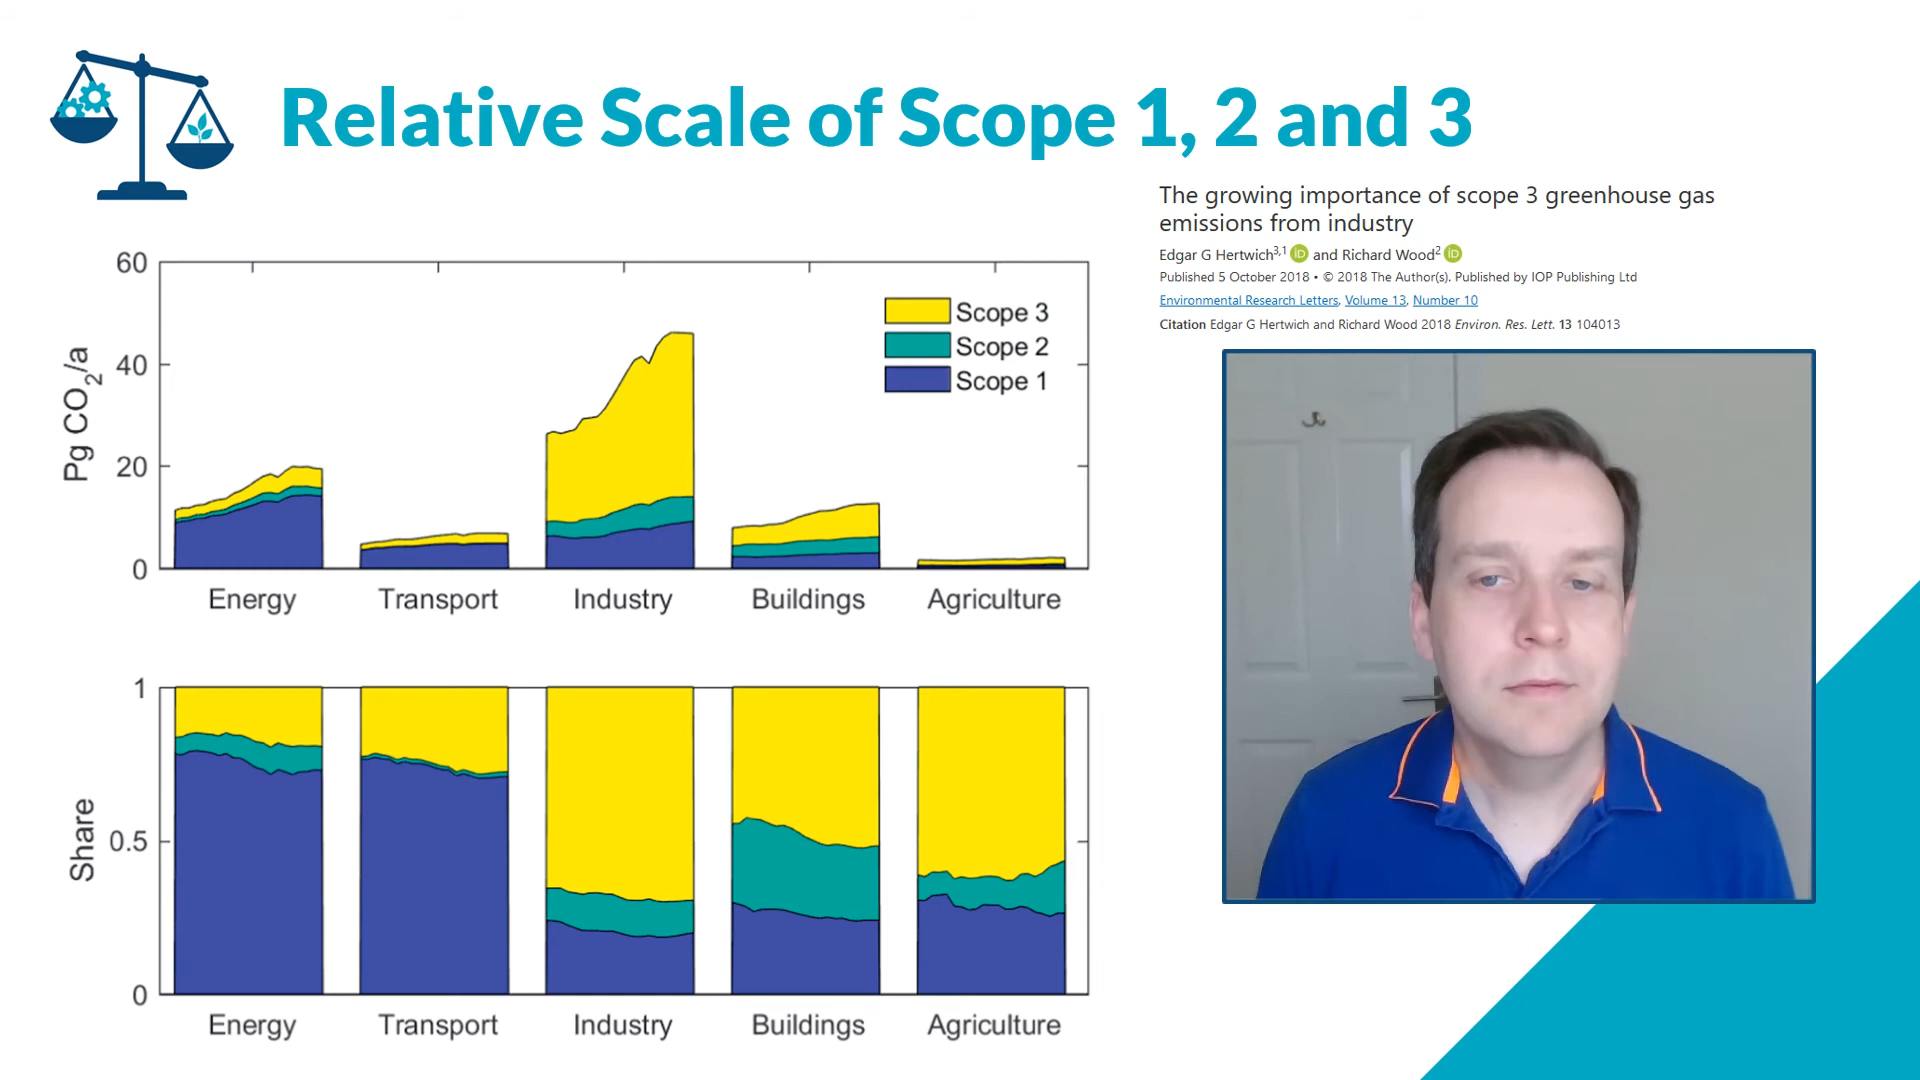 Relative Scale of Scope 1, 2 and 3
The growing importance of scope 3 greenhouse gas
emissions from industry
Edgar G Hertwich3,1 iD and Richard Wood2 iD
Published 5 October 2018 • © 2018 The Author(s). Published by IOP Publishing Ltd
Environmental Research Letters, Volume 13, Number 10
Citation Edgar G Hertwich and Richard Wood 2018 Environ. Res. Lett. 13 104013
Pg CO2/a
60
40
20
0
Scope 3
Scope 2
Scope 1
Energy Transport Industry Buildings Agriculture
Share
1
0.5
0
Energy Transport Industry Buildings Agriculture